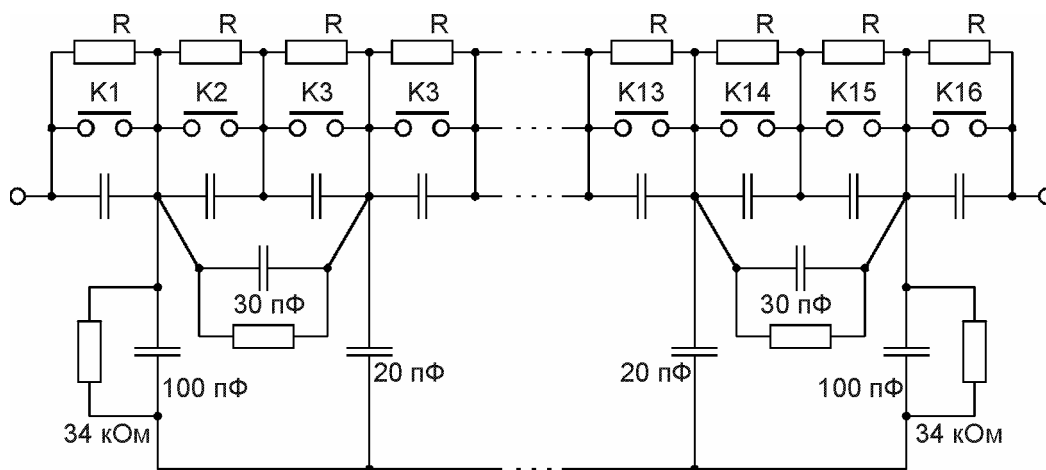 R R R R R R R R
K1 K2 K3 K3 K13 K14 K15 K16
30 пФ 30 пФ
20 пФ 20 пФ
100 пФ 100 пФ
34 кОм 34 кОм